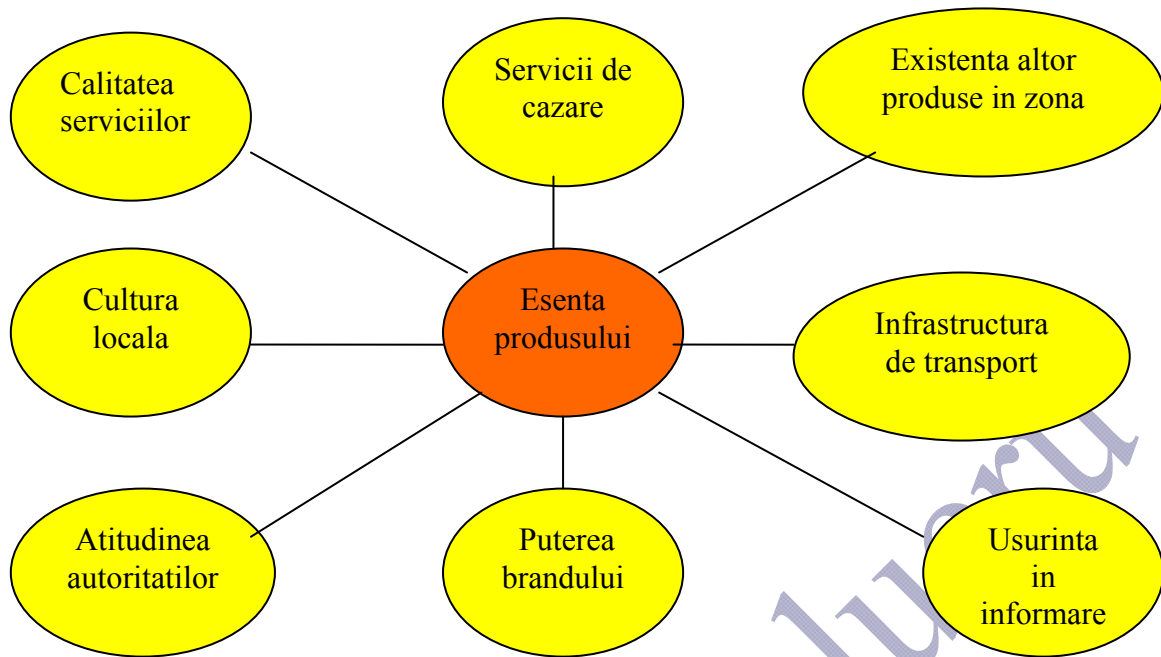 Calitatea
serviciilor
Servicii de
cazare
Existenta altor
produse in zona
Cultura
locala
Esenta
produsului
Infrastructura
de transport
Atitudinea
autoritatilor
Puterea
brandului
Usurinta
in
informare